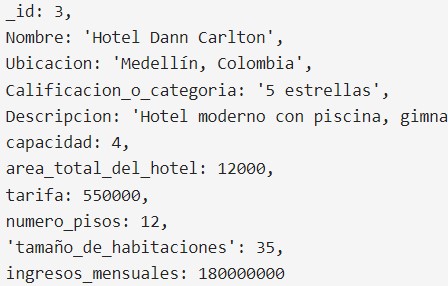 _id: 3,
Nombre: 'Hotel Dann Carlton',
Ubicacion: 'Medellín, Colombia',
Calificacion_o_categoria: '5 estrellas',
Descripcion: 'Hotel moderno con piscina, gimna
capacidad: 4,
area_total_del_hotel: 12000,
tarifa: 550000,
numero_pisos: 12,
'tamaño_de_habitaciones': 35,
ingresos_mensuales: 180000000